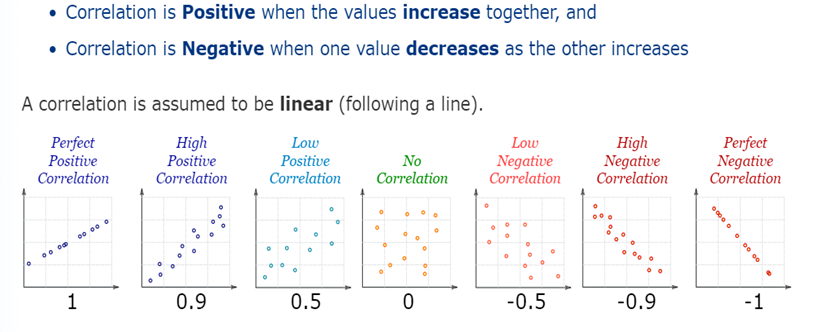 • Correlation is Positive when the values increase together, and
• Correlation is Negative when one value decreases as the other increases
A correlation is assumed to be linear (following a line).
Perfect Positive Correlation
High Positive Correlation
Low Positive Correlation
No Correlation
Low Negative Correlation
High Negative Correlation
Perfect Negative Correlation
1 0.9 0.5 0 -0.5 -0.9 -1